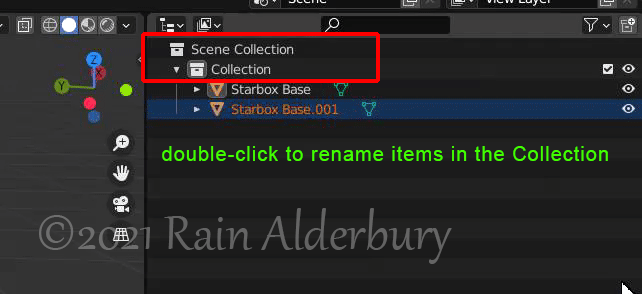 Scene
View Layer
Scene Collection
Collection
Starbox Base
Starbox Base.001
double-click to rename items in the Collection
©2021 Rain Alderbury
Z
X
Y